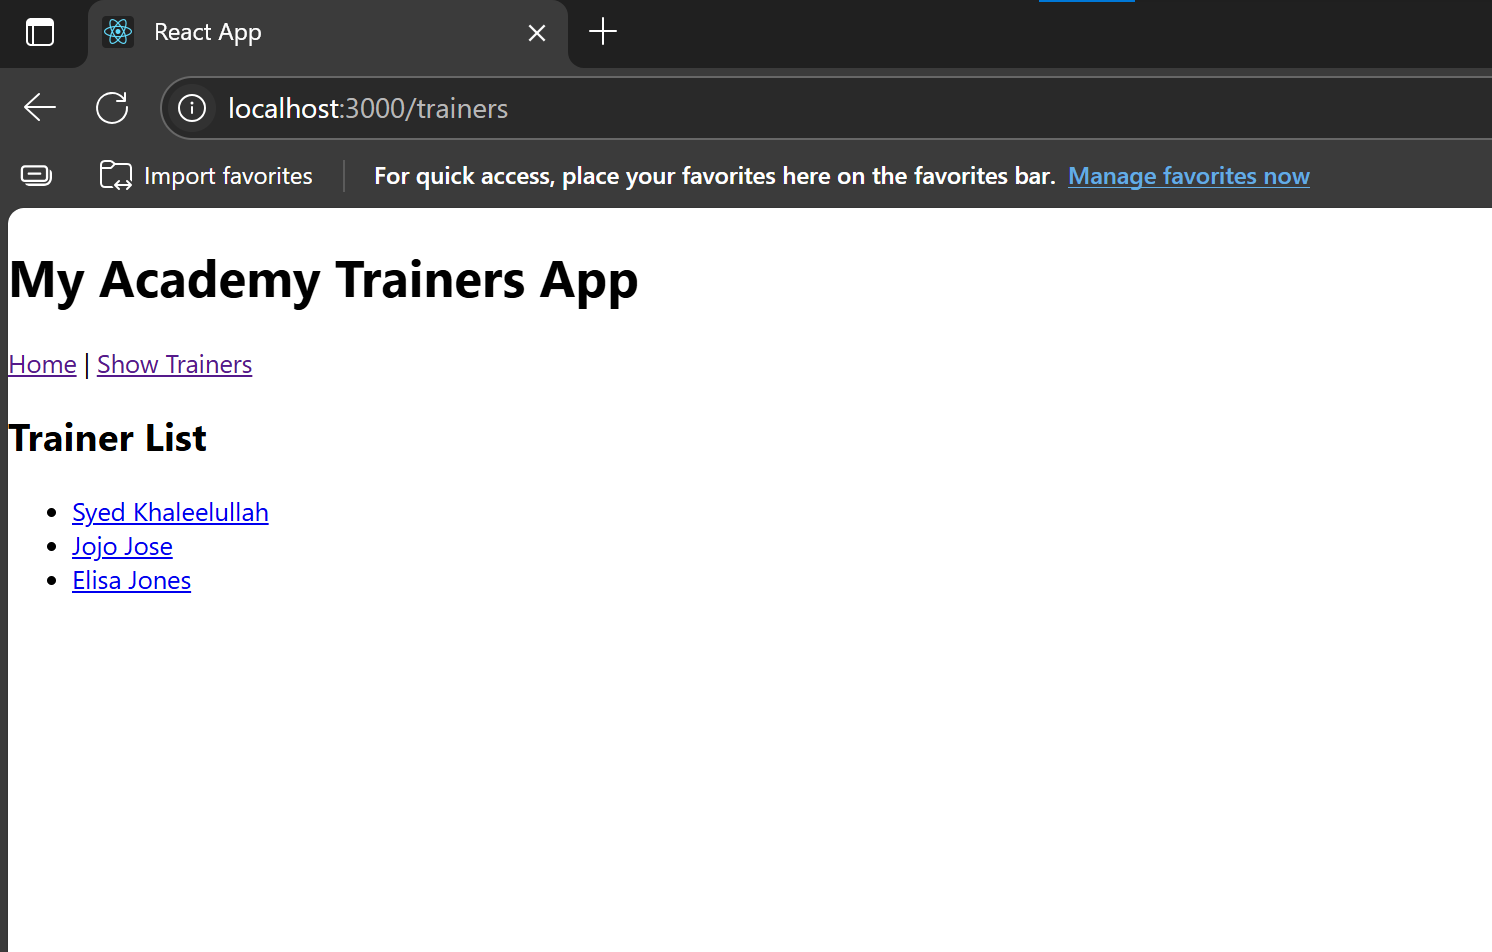 React App
localhost:3000/trainers
Import favorites | For quick access, place your favorites here on the favorites bar. Manage favorites now
My Academy Trainers App
Home | Show Trainers
Trainer List
Syed Khaleelullah
Jojo Jose
Elisa Jones